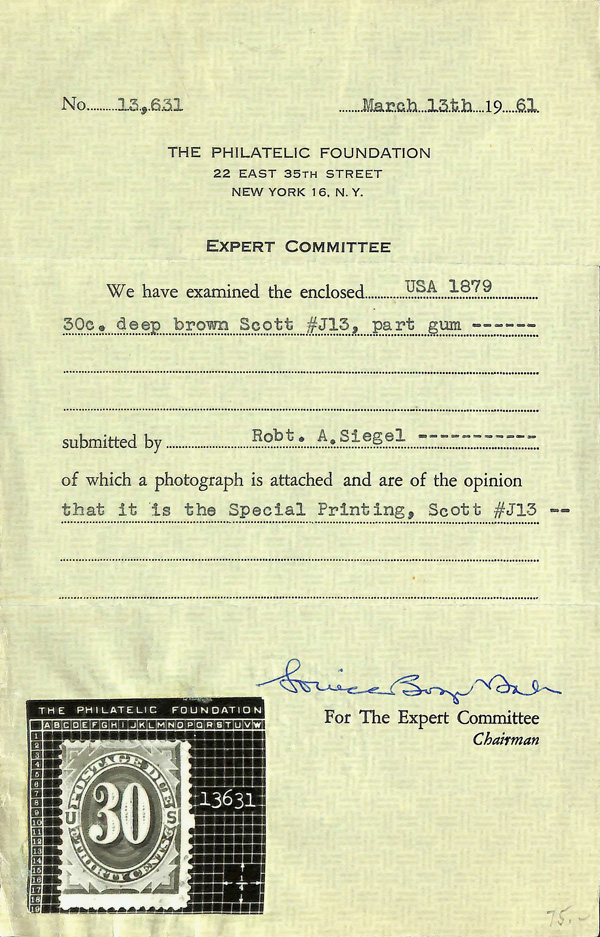 No. 13,631 March 13th 19 61
THE PHILATELIC FOUNDATION
22 EAST 35TH STREET
NEW YORK 16, N. Y.
EXPERT COMMITTEE
We have examined the enclosed USA 1879
30c. deep brown Scott #J13, part gum ------
submitted by Robt. A.Siegel -----------
of which a photograph is attached and are of the opinion
that it is the Special Printing, Scott #J13 --
For The Expert Committee
Chairman
THE PHILATELIC FOUNDATION
ABCDEFGHIJKLMNOPQRSTUVW
1
2
3
4
5
6
7
8
9
10
11
12
13
14
15
16
17
18
19
POSTAGE DUE
U 30 S
THIRTY CENTS
13631
75.-